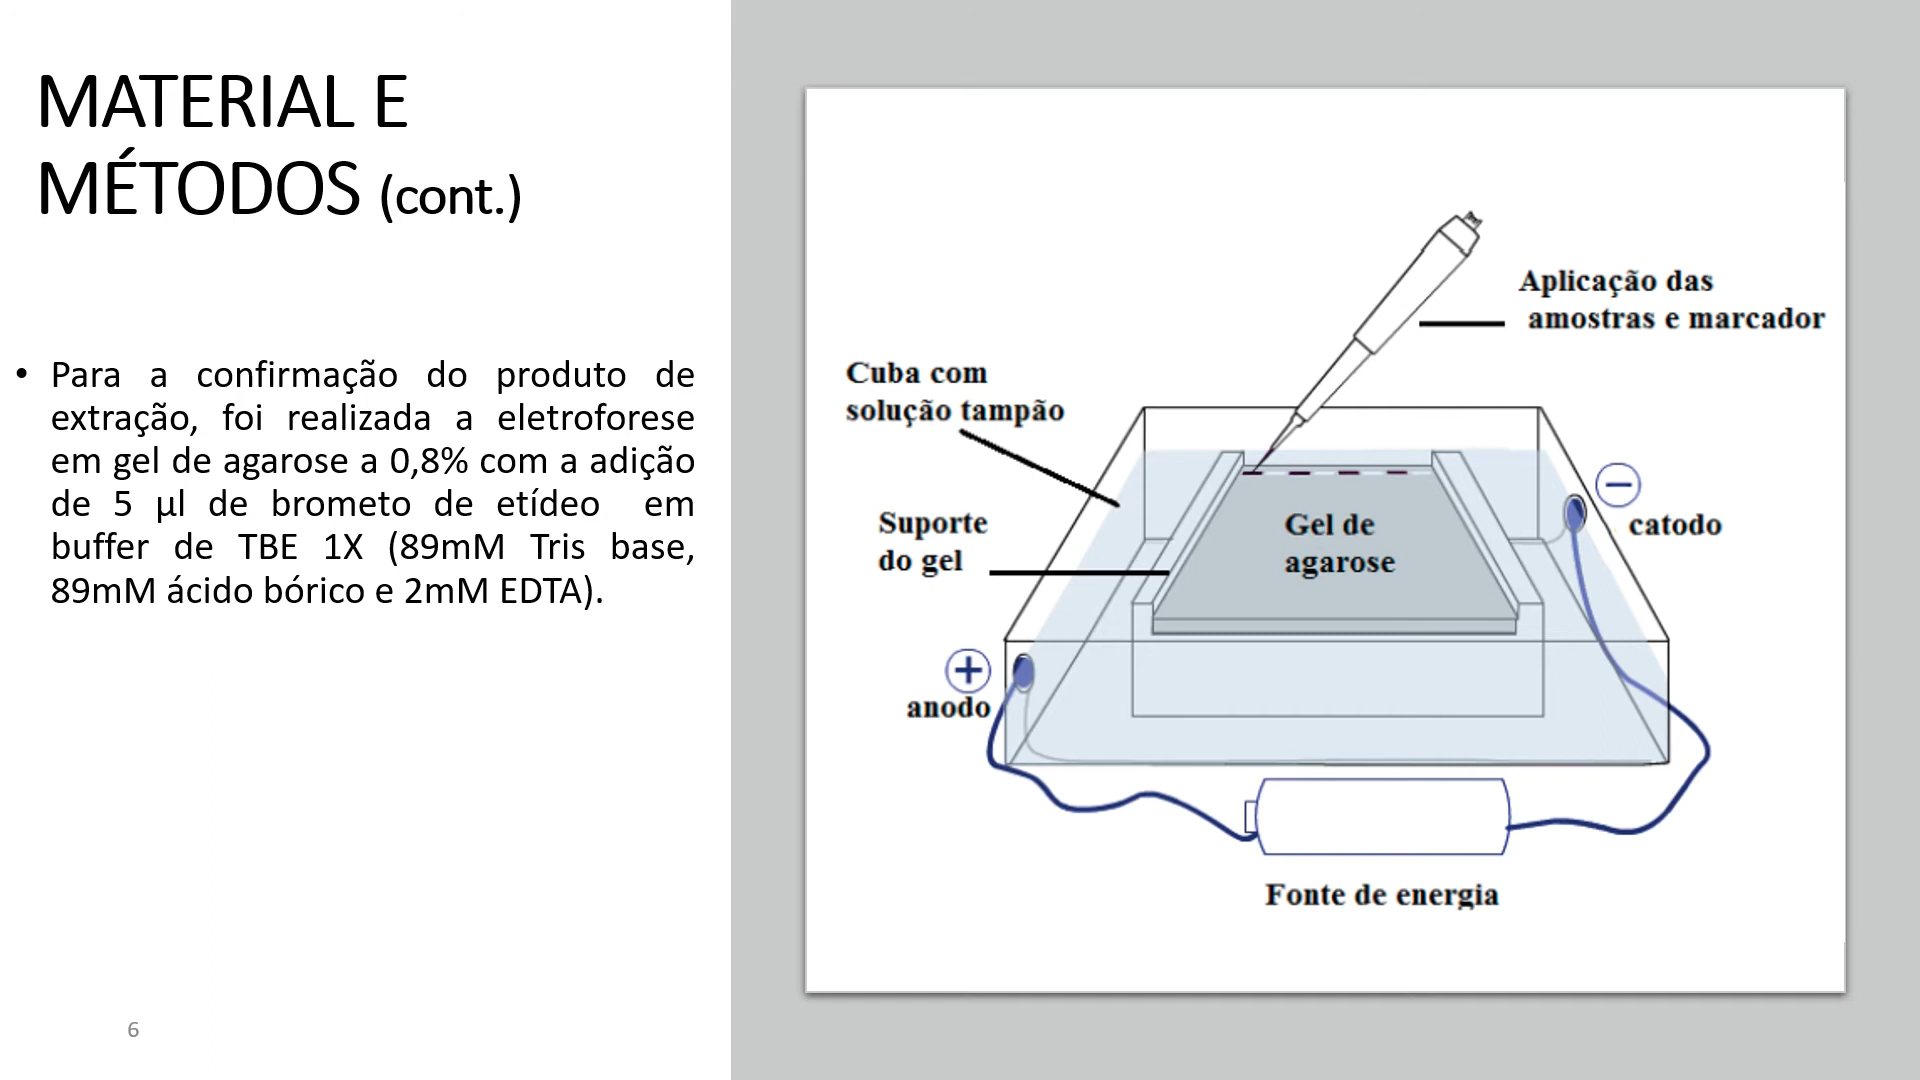 MATERIAL E
MÉTODOS (cont.)
• Para a confirmação do produto de
extração, foi realizada a eletroforese
em gel de agarose a 0,8% com a adição
de 5 µl de brometo de etídeo em
buffer de TBE 1X (89mM Tris base,
89mM ácido bórico e 2mM EDTA).
6
Aplicação das
amostras e marcador
Cuba com
solução tampão
Suporte
do gel
Gel de
agarose
−
catodo
+
anodo
Fonte de energia